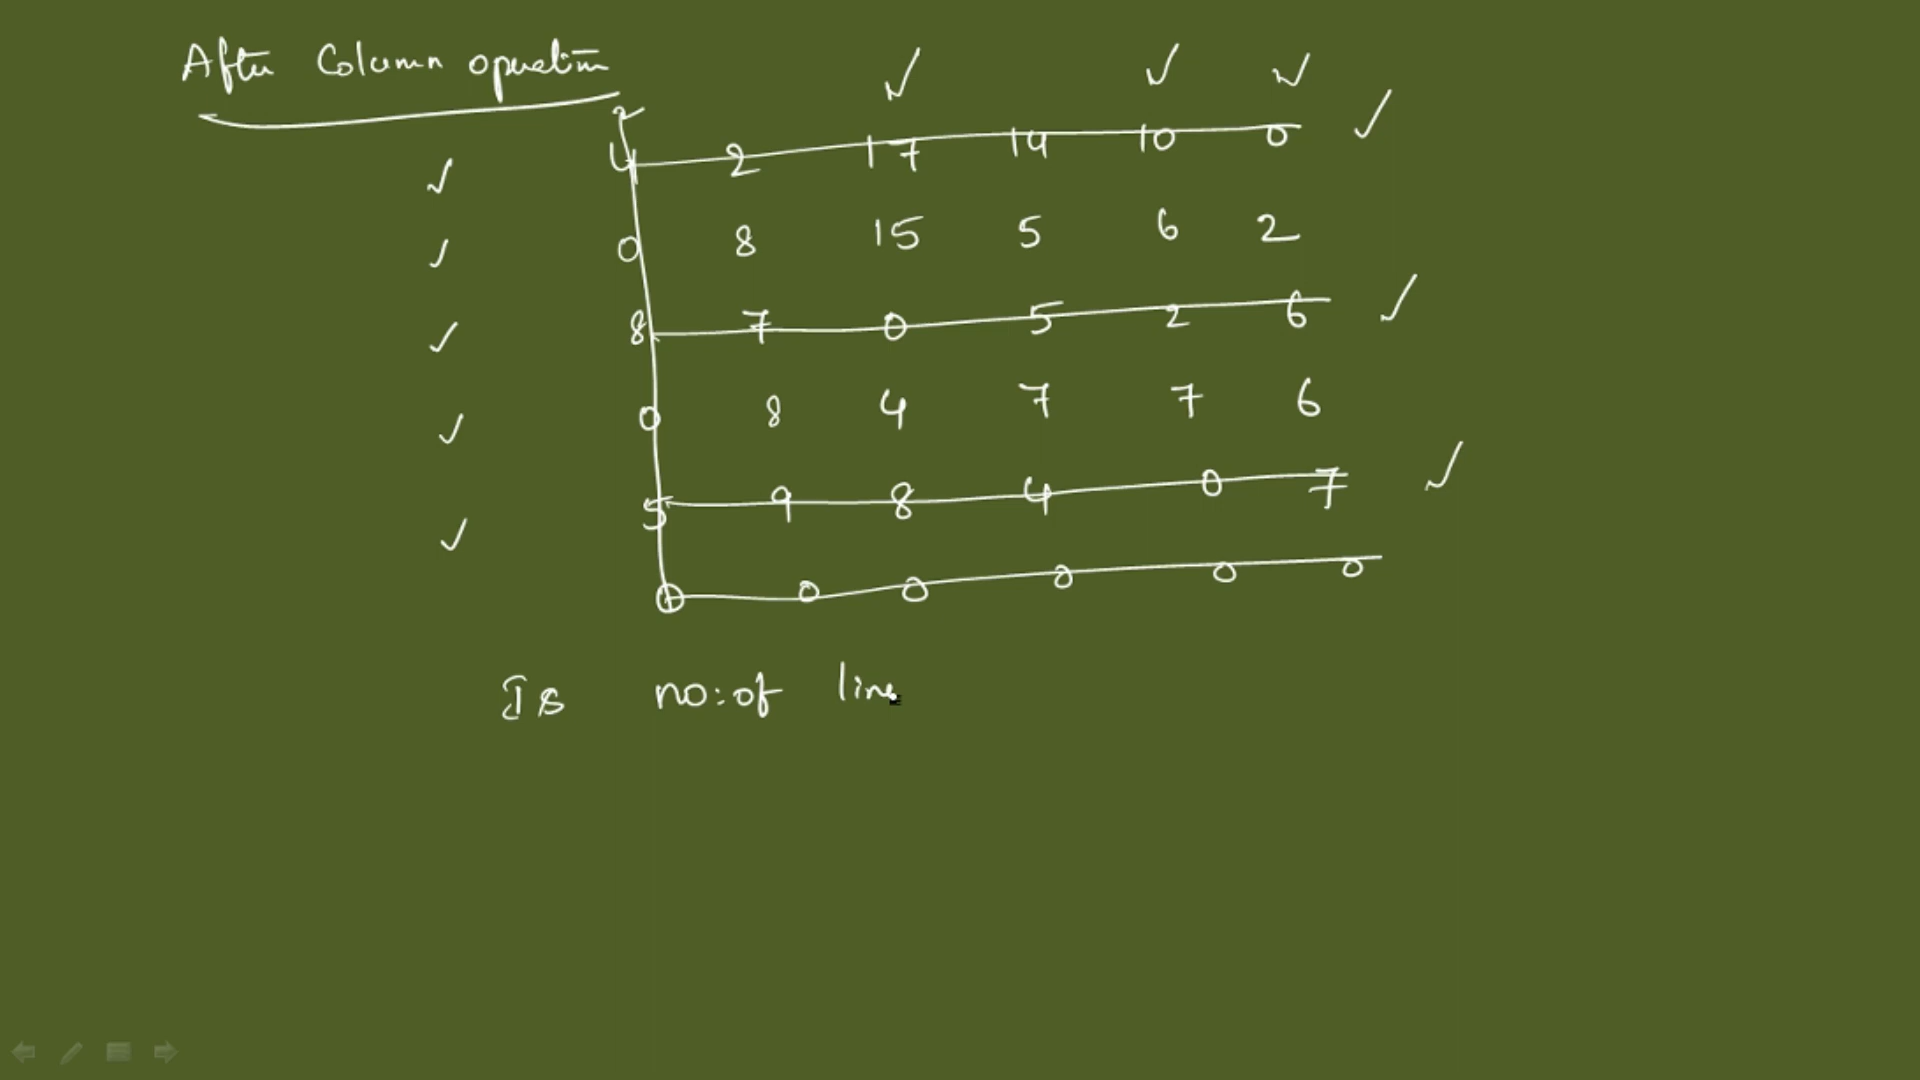 After Column operation
4 2 17 14 10 0
0 8 15 5 6 2
8 7 0 5 2 6
0 8 4 7 7 6
5 9 8 4 0 7
0 0 0 0 0 0
Is no: of line